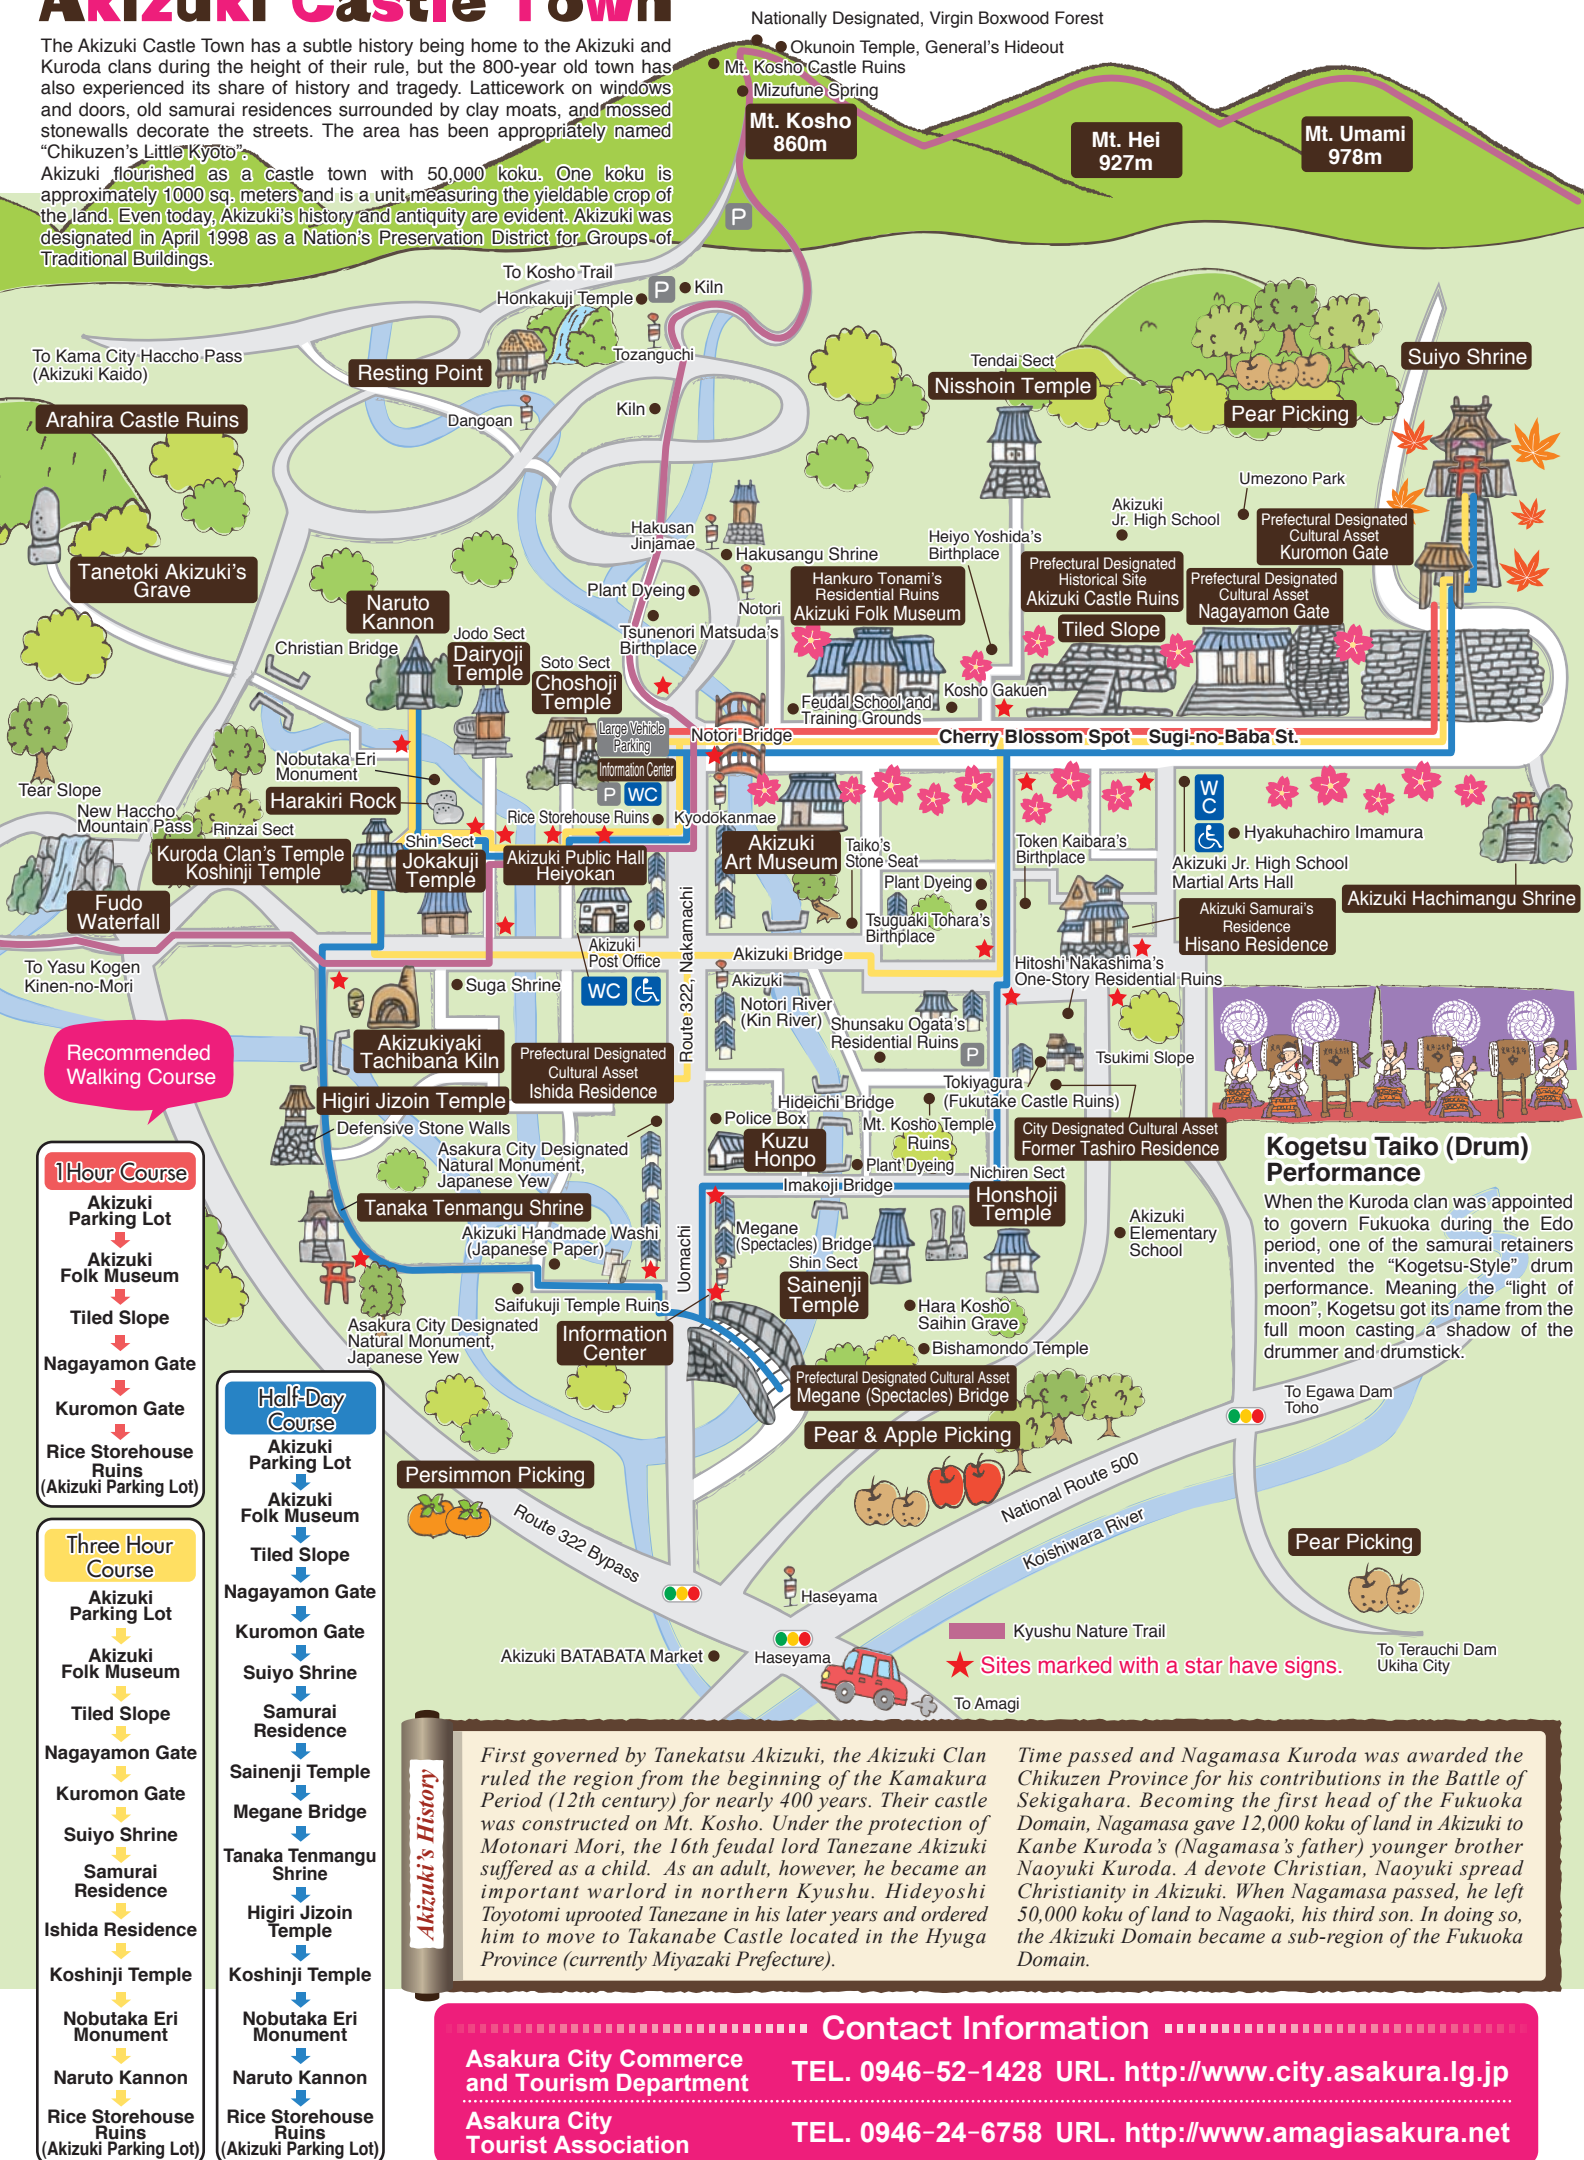 Akizuki Castle Town
The Akizuki Castle Town has a subtle history being home to the Akizuki and
Kuroda clans during the height of their rule, but the 800-year old town has
also experienced its share of history and tragedy. Latticework on windows
and doors, old samurai residences surrounded by clay moats, and mossed
stonewalls decorate the streets. The area has been appropriately named
“Chikuzen's Little Kyoto”.
Akizuki flourished as a castle town with 50,000 koku. One koku is
approximately 1000 sq. meters and is a unit measuring the yieldable crop of
the land. Even today, Akizuki's history and antiquity are evident. Akizuki was
designated in April 1998 as a Nation's Preservation District for Groups of
Traditional Buildings.
Nationally Designated, Virgin Boxwood Forest
Okunoin Temple, General's Hideout
Mt. Kosho Castle Ruins
Mizufune Spring
Mt. Kosho
860m
Mt. Hei
927m
Mt. Umami
978m
P
To Kosho Trail
Honkakuji Temple
P
Kiln
Tozanguchi
To Kama City Haccho Pass
(Akizuki Kaido)
Resting Point
Dangoan
Kiln
Arahira Castle Ruins
Tendai Sect
Nisshoin Temple
Pear Picking
Suiyo Shrine
Umezono Park
Akizuki
Jr. High School
Prefectural Designated
Cultural Asset
Kuromon Gate
Hakusan
Jinjamae
Hakusangu Shrine
Heiyo Yoshida's
Birthplace
Tanetoki Akizuki's
Grave
Plant Dyeing
Notori
Hankuro Tonami's
Residential Ruins
Akizuki Folk Museum
Prefectural Designated
Historical Site
Akizuki Castle Ruins
Prefectural Designated
Cultural Asset
Nagayamon Gate
Tiled Slope
Naruto
Kannon
Christian Bridge
Jodo Sect
Dairyoji
Temple
Tsunenori Matsuda's
Birthplace
Soto Sect
Choshoji
Temple
Kosho Gakuen
Feudal School and
Training Grounds
Large Vehicle
Parking
Notori Bridge
Cherry Blossom Spot Sugi-no-Baba St.
Information Center
P
WC
Nobutaka Eri
Monument
Harakiri Rock
Tear Slope
New Haccho
Mountain Pass
Rinzai Sect
Kuroda Clan's Temple
Koshinji Temple
Rice Storehouse Ruins
Kyodokanmae
Shin Sect
Jokakuji
Temple
Akizuki Public Hall
Heiyokan
Akizuki
Art Museum
Taiko's
Stone Seat
Token Kaibara's
Birthplace
WC
Hyakuhachiro Imamura
Akizuki Jr. High School
Martial Arts Hall
Akizuki Hachimangu Shrine
Fudo
Waterfall
Plant Dyeing
Tsuguaki Tohara's
Birthplace
Akizuki Samurai's
Residence
Hisano Residence
Akizuki
Post Office
WC
Route 322, Nakamachi
Akizuki Bridge
To Yasu Kogen
Kinen-no-Mori
Suga Shrine
Akizuki
Notori River
(Kin River)
Hitoshi Nakashima's
One-Story Residential Ruins
Shunsaku Ogata's
Residential Ruins
P
Tsukimi Slope
Akizukiyaki
Tachibana Kiln
Prefectural Designated
Cultural Asset
Ishida Residence
Tokiyagura
(Fukutake Castle Ruins)
Recommended
Walking Course
Higiri Jizoin Temple
Defensive Stone Walls
Hideichi Bridge
Police Box
Kuzu
Honpo
Mt. Kosho Temple
Ruins
City Designated Cultural Asset
Former Tashiro Residence
Asakura City Designated
Natural Monument,
Japanese Yew
Plant Dyeing
Imakoji Bridge
Nichiren Sect
Honshoji
Temple
Tanaka Tenmangu Shrine
Akizuki Handmade Washi
(Japanese Paper)
Uomachi
Megane
(Spectacles) Bridge
Shin Sect
Sainenji
Temple
Akizuki
Elementary
School
Saifukuji Temple Ruins
Hara Kosho
Saihin Grave
Asakura City Designated
Natural Monument,
Japanese Yew
Information
Center
Bishamondo Temple
Prefectural Designated Cultural Asset
Megane (Spectacles) Bridge
Pear & Apple Picking
Persimmon Picking
Kogetsu Taiko (Drum)
Performance
When the Kuroda clan was appointed
to govern Fukuoka during the Edo
period, one of the samurai retainers
invented the “Kogetsu-Style” drum
performance. Meaning the “light of
moon”, Kogetsu got its name from the
full moon casting a shadow of the
drummer and drumstick.
To Egawa Dam
Toho
National Route 500
Koishiwara River
Route 322 Bypass
Pear Picking
Haseyama
Akizuki BATABATA Market
Haseyama
To Amagi
To Terauchi Dam
Ukiha City
Kyushu Nature Trail
★ Sites marked with a star have signs.
1Hour Course
Akizuki
Parking Lot
Akizuki
Folk Museum
Tiled Slope
Nagayamon Gate
Kuromon Gate
Rice Storehouse
Ruins
(Akizuki Parking Lot)
Three Hour
Course
Akizuki
Parking Lot
Akizuki
Folk Museum
Tiled Slope
Nagayamon Gate
Kuromon Gate
Suiyo Shrine
Samurai
Residence
Ishida Residence
Koshinji Temple
Nobutaka Eri
Monument
Naruto Kannon
Rice Storehouse
Ruins
(Akizuki Parking Lot)
Half-Day
Course
Akizuki
Parking Lot
Akizuki
Folk Museum
Tiled Slope
Nagayamon Gate
Kuromon Gate
Suiyo Shrine
Samurai
Residence
Sainenji Temple
Megane Bridge
Tanaka Tenmangu
Shrine
Higiri Jizoin
Temple
Koshinji Temple
Nobutaka Eri
Monument
Naruto Kannon
Rice Storehouse
Ruins
(Akizuki Parking Lot)
Akizuki's History
First governed by Tanekatsu Akizuki, the Akizuki Clan
ruled the region from the beginning of the Kamakura
Period (12th century) for nearly 400 years. Their castle
was constructed on Mt. Kosho. Under the protection of
Motonari Mori, the 16th feudal lord Tanezane Akizuki
suffered as a child. As an adult, however, he became an
important warlord in northern Kyushu. Hideyoshi
Toyotomi uprooted Tanezane in his later years and ordered
him to move to Takanabe Castle located in the Hyuga
Province (currently Miyazaki Prefecture).
Time passed and Nagamasa Kuroda was awarded the
Chikuzen Province for his contributions in the Battle of
Sekigahara. Becoming the first head of the Fukuoka
Domain, Nagamasa gave 12,000 koku of land in Akizuki to
Kanbe Kuroda's (Nagamasa's father) younger brother
Naoyuki Kuroda. A devote Christian, Naoyuki spread
Christianity in Akizuki. When Nagamasa passed, he left
50,000 koku of land to Nagaoki, his third son. In doing so,
the Akizuki Domain became a sub-region of the Fukuoka
Domain.
Contact Information
Asakura City Commerce
and Tourism Department
TEL. 0946-52-1428 URL. http://www.city.asakura.lg.jp
Asakura City
Tourist Association
TEL. 0946-24-6758 URL. http://www.amagiasakura.net